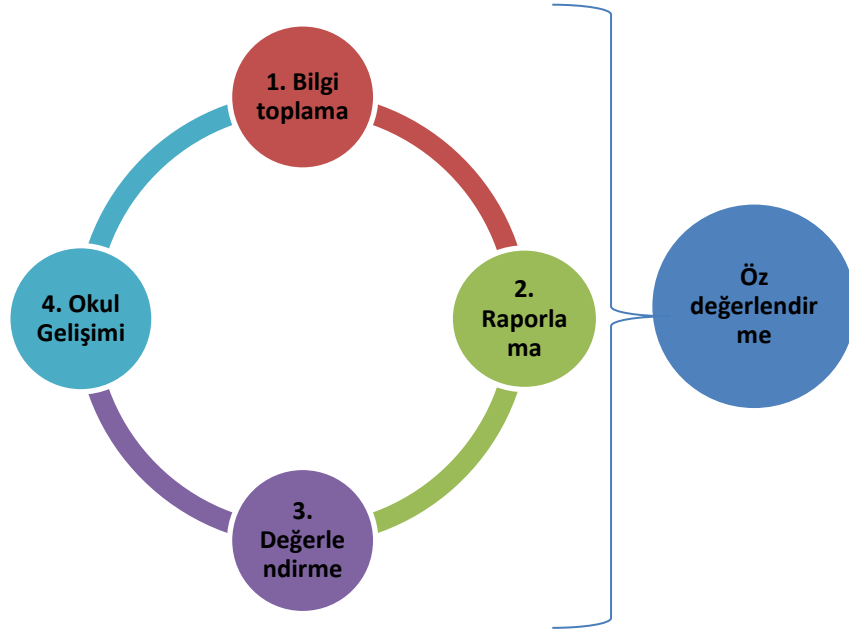 1. Bilgi
toplama
2.
Raporla
ma
3.
Değerle
ndirme
4. Okul
Gelişimi
Öz
değerlendir
me